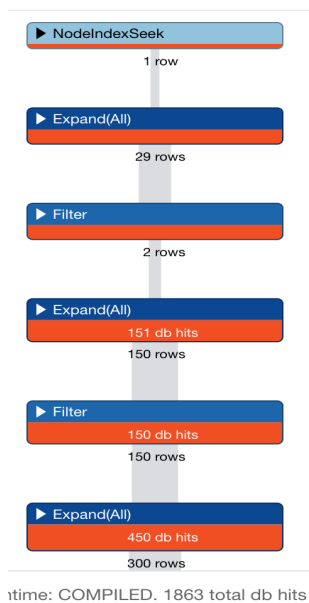 ▶ NodeIndexSeek
1 row
▶ Expand(All)
29 rows
▶ Filter
2 rows
▶ Expand(All)
151 db hits
150 rows
▶ Filter
150 db hits
150 rows
▶ Expand(All)
450 db hits
300 rows
ntime: COMPILED. 1863 total db hits